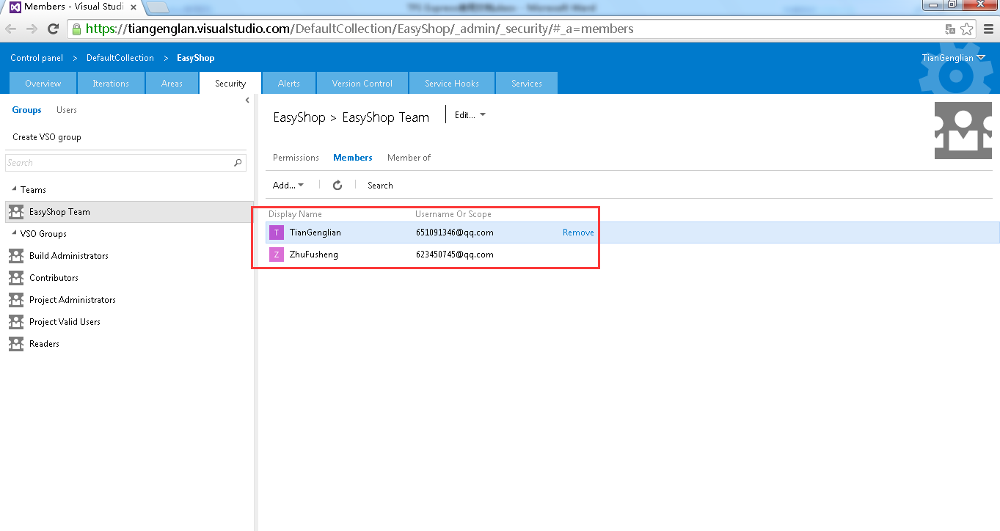 Members - Visual Studi
https://tiangenglan.visualstudio.com/DefaultCollection/EasyShop/_admin/_security/#_a=members
Control panel > DefaultCollection > EasyShop
TianGenglian
Overview Iterations Areas Security Alerts Version Control Service Hooks Services
Groups Users
Create VSO group
Search
Teams
EasyShop Team
VSO Groups
Build Administrators
Contributors
Project Administrators
Project Valid Users
Readers
EasyShop > EasyShop Team
Edit...
Permissions Members Member of
Add... Search
Display Name Username Or Scope
T TianGenglian 651091346@qq.com Remove
Z ZhuFusheng 623450745@qq.com